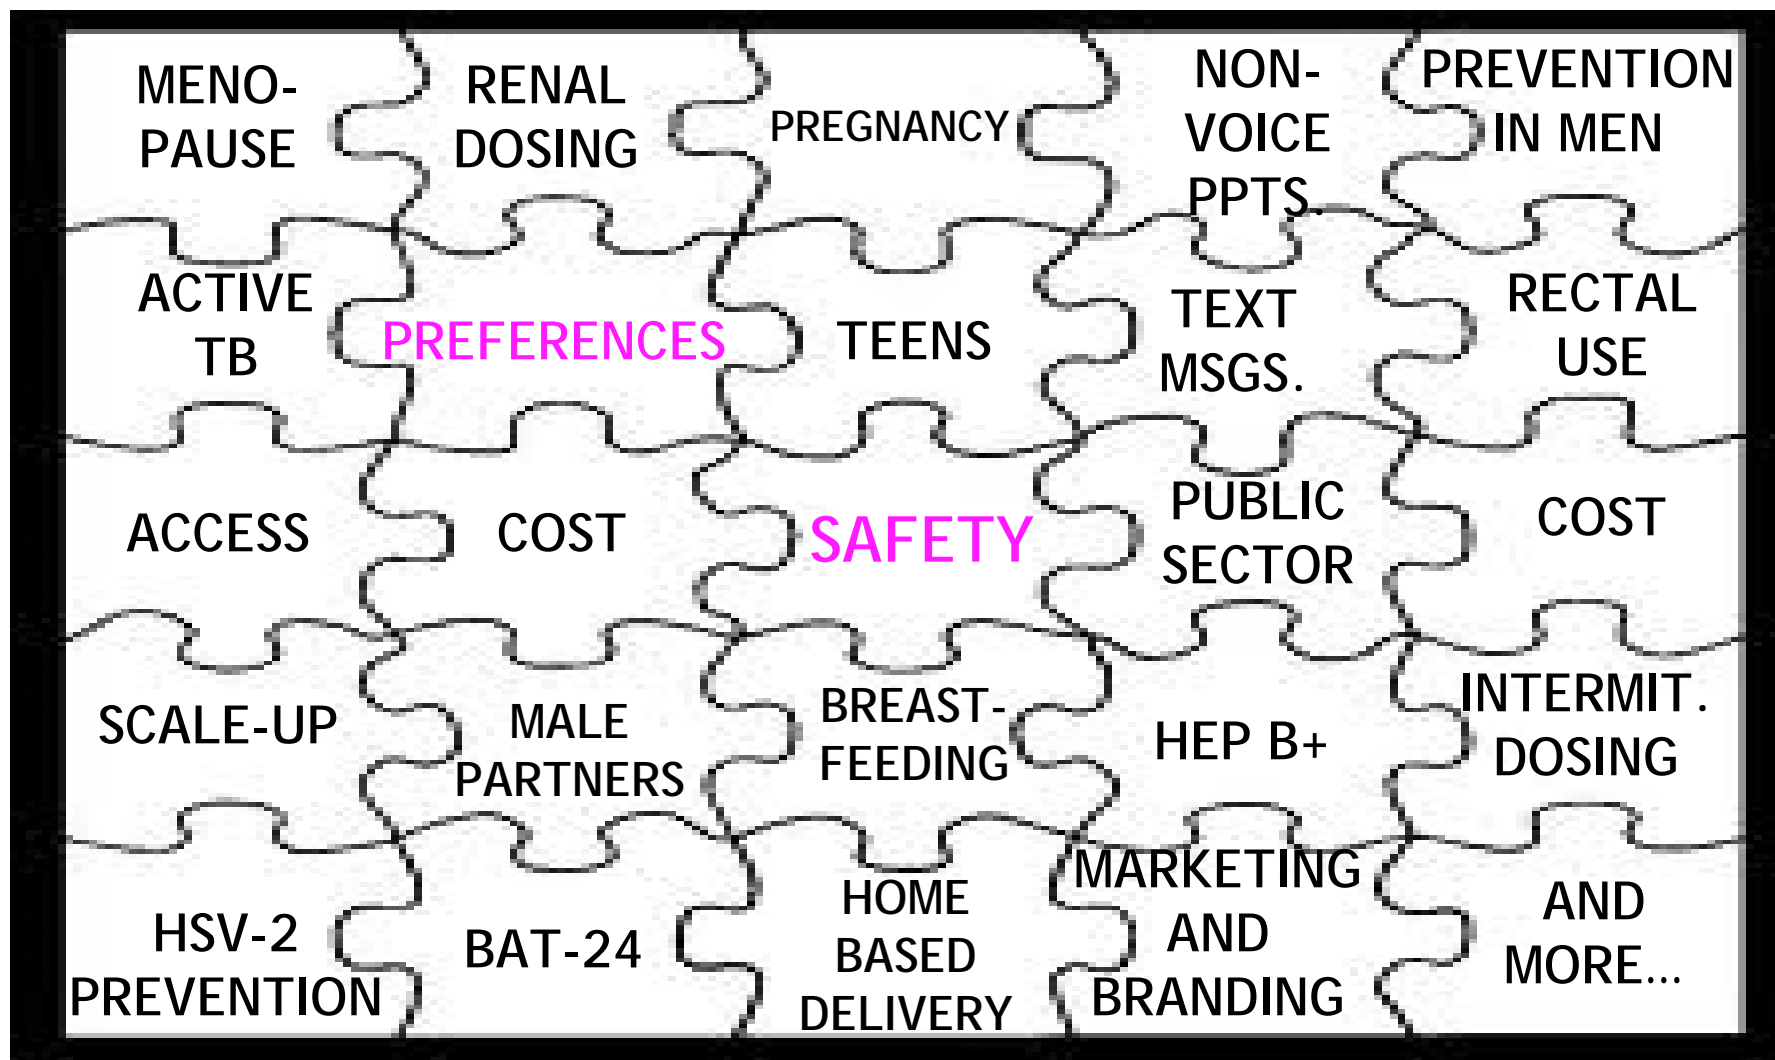 MENO-
PAUSE
RENAL
DOSING
PREGNANCY
NON-
VOICE
PPTS.
PREVENTION
IN MEN
ACTIVE
TB
PREFERENCES
TEENS
TEXT
MSGS.
RECTAL
USE
ACCESS
COST
SAFETY
PUBLIC
SECTOR
COST
SCALE-UP
MALE
PARTNERS
BREAST-
FEEDING
HEP B+
INTERMIT.
DOSING
HSV-2
PREVENTION
BAT-24
HOME
BASED
DELIVERY
MARKETING
AND
BRANDING
AND
MORE...